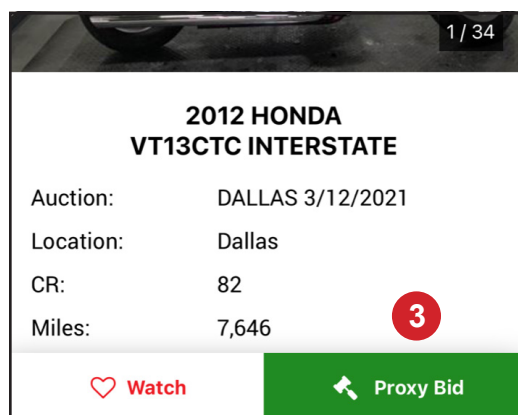 1 / 34
2012 HONDA
VT13CTC INTERSTATE
Auction: DALLAS 3/12/2021
Location: Dallas
CR: 82
Miles: 7,646
3
Watch Proxy Bid